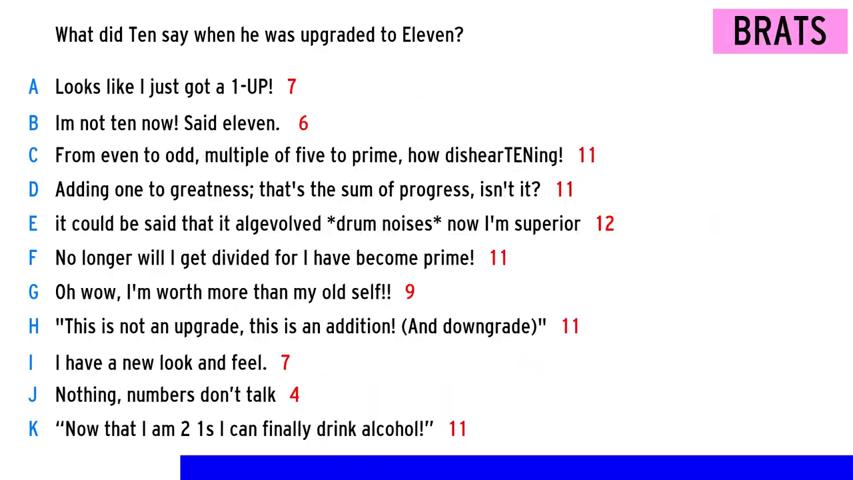 What did Ten say when he was upgraded to Eleven?
BRATS
A Looks like I just got a 1-UP! 7
B Im not ten now! Said eleven. 6
C From even to odd, multiple of five to prime, how dishearTENing! 11
D Adding one to greatness; that's the sum of progress, isn't it? 11
E it could be said that it algevolved *drum noises* now I'm superior 12
F No longer will I get divided for I have become prime! 11
G Oh wow, I'm worth more than my old self!! 9
H "This is not an upgrade, this is an addition! (And downgrade)" 11
I I have a new look and feel. 7
J Nothing, numbers don’t talk 4
K “Now that I am 2 1s I can finally drink alcohol!” 11